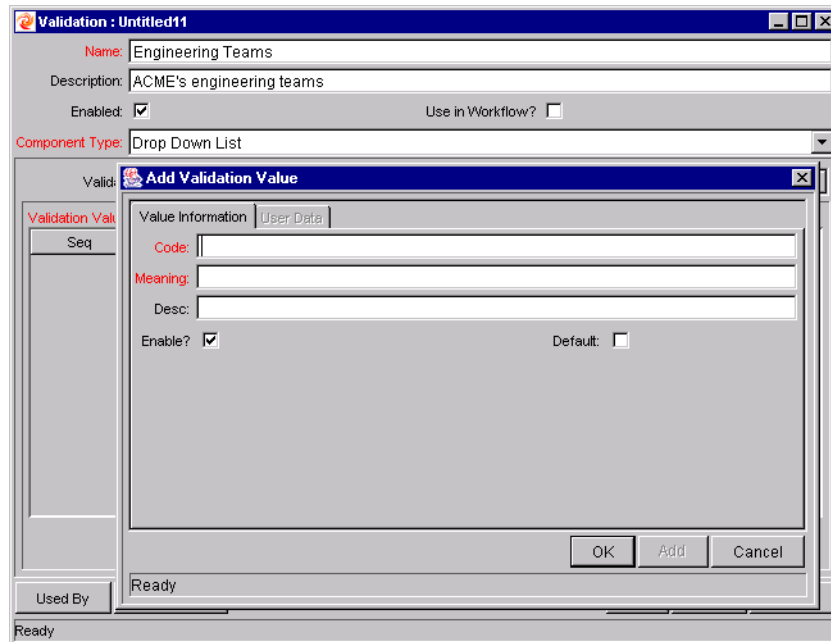 Validation : Untitled11
Name: Engineering Teams
Description: ACME's engineering teams
Enabled: Use in Workflow?
Component Type: Drop Down List
Add Validation Value
Validation
Value Information User Data
Seq
Code:
Meaning:
Desc:
Enable? Default:
OK Add Cancel
Ready
Used By
Ready